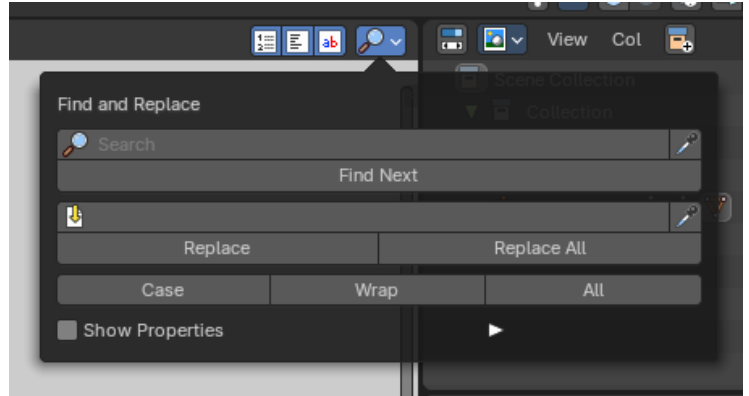 ab
View Col
Scene Collection
Collection
Find and Replace
Search
Find Next
Replace Replace All
Case Wrap All
Show Properties